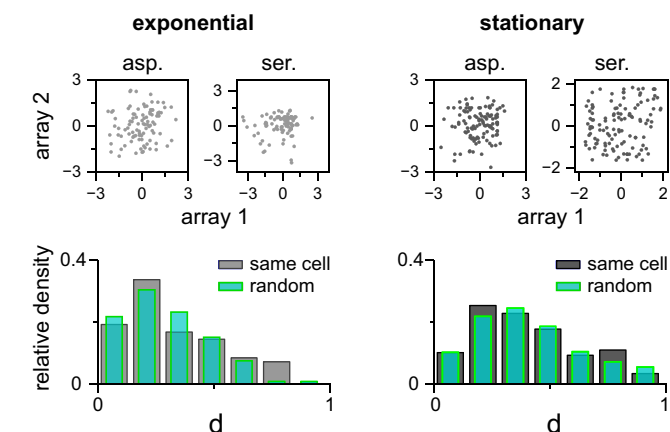 exponential stationary
asp. ser. asp. ser.
array 2
3 0 −3
3 0 −3
3 0 −3
2 0 −2
−3 0 3 −3 0 3 −3 0 3 −2 0 2
array 1 array 1
relative density
0.4 0
same cell
random
0.4 0
same cell
random
0 1 0 1
d d